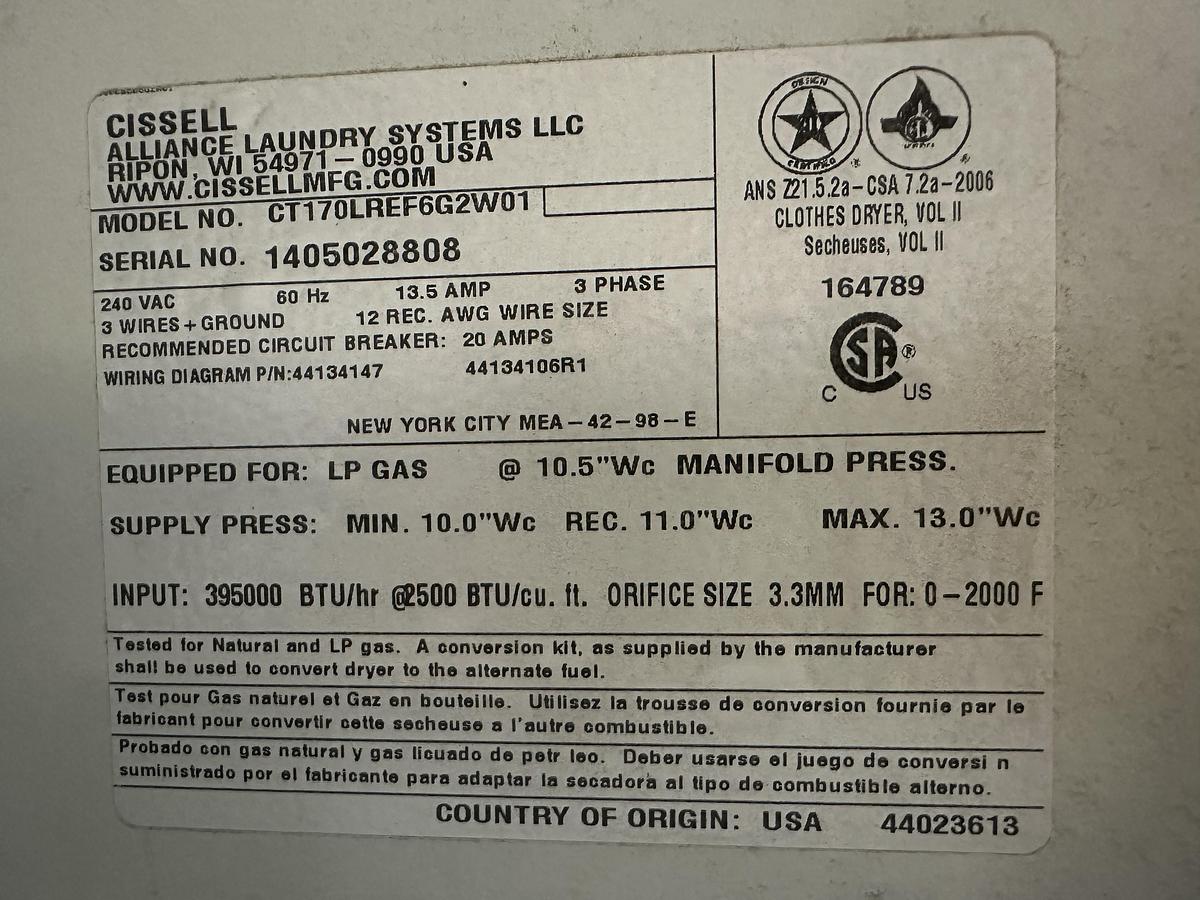 CISSELL
ALLIANCE LAUNDRY SYSTEMS LLC
RIPON, WI 54971-0990 USA
WWW.CISSELLMFG.COM
MODEL NO. CT170LREF6G2W01
SERIAL NO. 1405028808
240 VAC 60 Hz 13.5 AMP 3 PHASE
3 WIRES+GROUND 12 REC. AWG WIRE SIZE
RECOMMENDED CIRCUIT BREAKER: 20 AMPS
WIRING DIAGRAM P/N:44134147 44134106R1
NEW YORK CITY MEA-42-98-E
DESIGN
CERTIFIED
®
®
ANS Z21.5.2a-CSA 7.2a-2006
CLOTHES DRYER, VOL II
Secheuses, VOL II
164789
CSA®
C US
EQUIPPED FOR: LP GAS @ 10.5"Wc MANIFOLD PRESS.
SUPPLY PRESS: MIN. 10.0"Wc REC. 11.0"Wc MAX. 13.0"Wc
INPUT: 395000 BTU/hr @2500 BTU/cu. ft. ORIFICE SIZE 3.3MM FOR: 0-2000 F
Tested for Natural and LP gas. A conversion kit, as supplied by the manufacturer
shall be used to convert dryer to the alternate fuel.
Test pour Gas naturel et Gaz en bouteille. Utilisez la trousse de conversion fournie par le
fabricant pour convertir cette secheuse a l'autre combustible.
Probado con gas natural y gas licuado de petr leo. Deber usarse el juego de conversi n
suministrado por el fabricante para adaptar la secadora al tipo de combustible alterno.
COUNTRY OF ORIGIN: USA 44023613